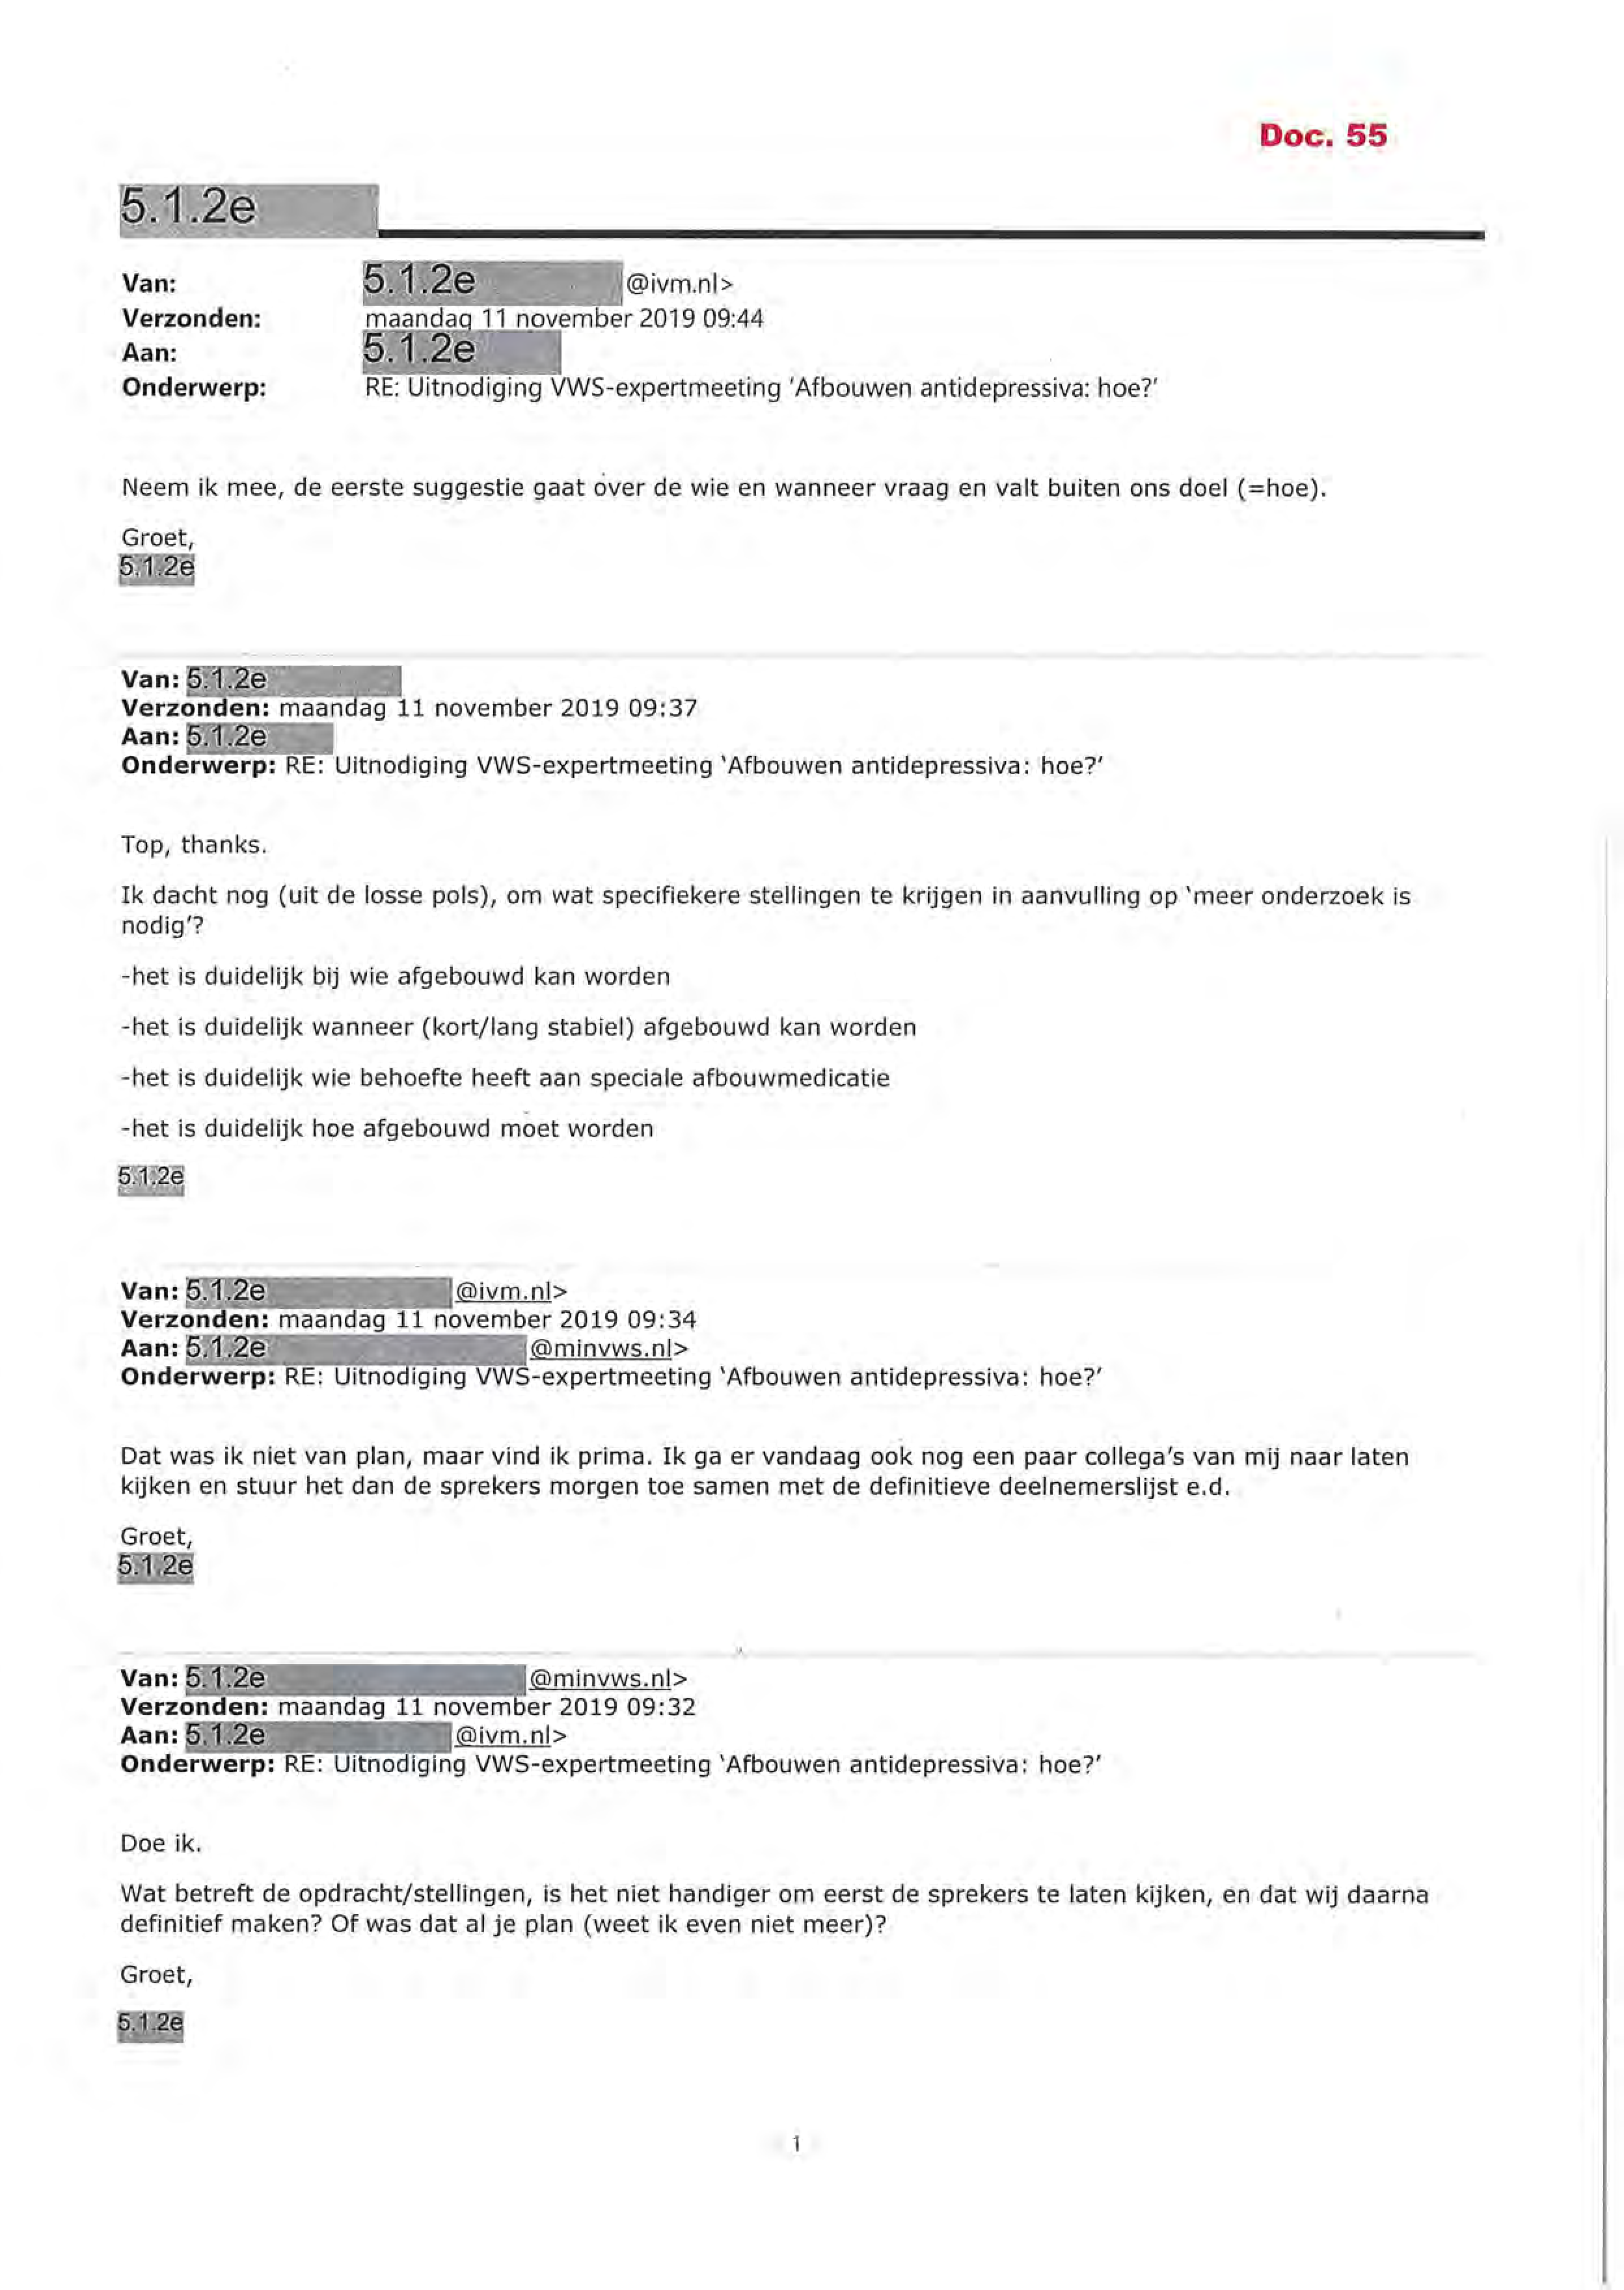 Doc. 55
5.1.2e
Van: 5.1.2e @ivm.nl>
Verzonden: maandag 11 november 2019 09:44
Aan: 5.1.2e
Onderwerp: RE: Uitnodiging VWS-expertmeeting 'Afbouwen antidepressiva: hoe?'
Neem ik mee, de eerste suggestie gaat over de wie en wanneer vraag en valt buiten ons doel (=hoe).
Groet,
5.1.2e
Van: 5.1.2e
Verzonden: maandag 11 november 2019 09:37
Aan: 5.1.2e
Onderwerp: RE: Uitnodiging VWS-expertmeeting 'Afbouwen antidepressiva: hoe?'
Top, thanks.
Ik dacht nog (uit de losse pols), om wat specifiekere stellingen te krijgen in aanvulling op 'meer onderzoek is
nodig'?
-het is duidelijk bij wie afgebouwd kan worden
-het is duidelijk wanneer (kort/lang stabiel) afgebouwd kan worden
-het is duidelijk wie behoefte heeft aan speciale afbouwmedicatie
-het is duidelijk hoe afgebouwd moet worden
5.1.2e
Van: 5.1.2e @ivm.nl>
Verzonden: maandag 11 november 2019 09:34
Aan: 5.1.2e @minvws.nl>
Onderwerp: RE: Uitnodiging VWS-expertmeeting 'Afbouwen antidepressiva: hoe?'
Dat was ik niet van plan, maar vind ik prima. Ik ga er vandaag ook nog een paar collega's van mij naar laten
kijken en stuur het dan de sprekers morgen toe samen met de definitieve deelnemerslijst e.d.
Groet,
5.1.2e
Van: 5.1.2e @minvws.nl>
Verzonden: maandag 11 november 2019 09:32
Aan: 5.1.2e @ivm.nl>
Onderwerp: RE: Uitnodiging VWS-expertmeeting 'Afbouwen antidepressiva: hoe?'
Doe ik.
Wat betreft de opdracht/stellingen, is het niet handiger om eerst de sprekers te laten kijken, en dat wij daarna
definitief maken? Of was dat al je plan (weet ik even niet meer)?
Groet,
5.1.2e
1